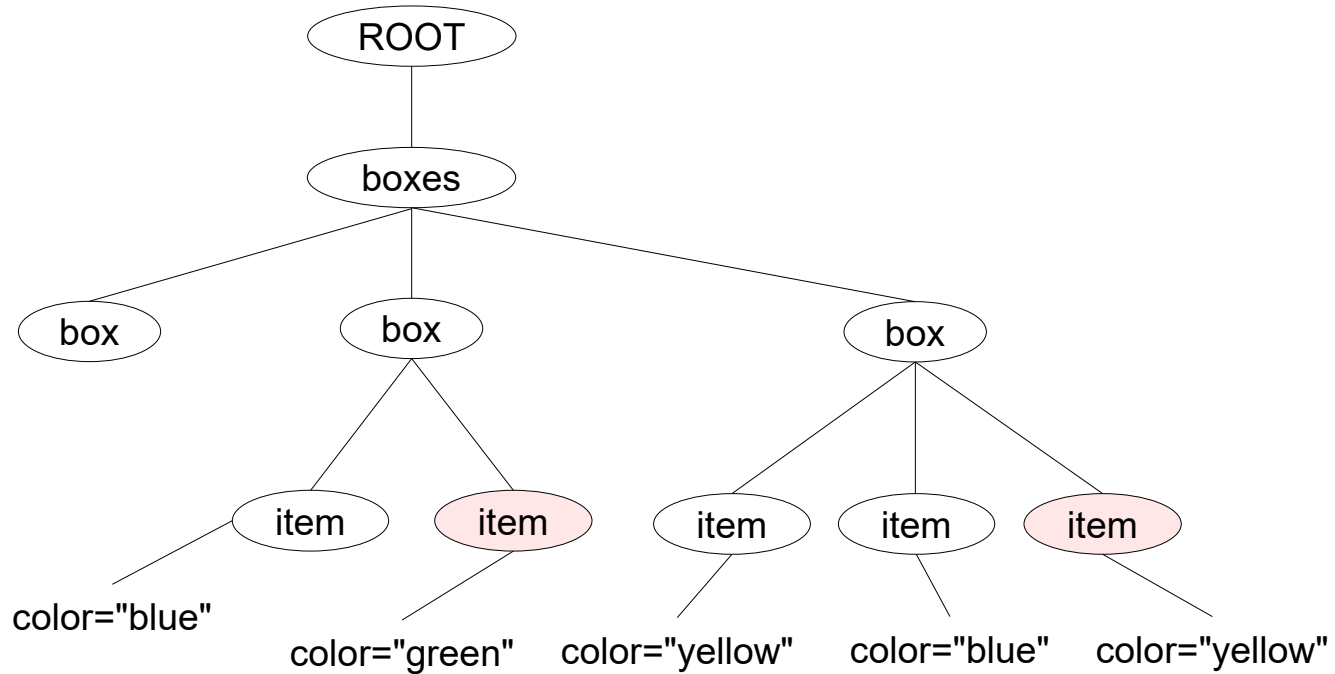 ROOT
boxes
box
box
box
item
item
item
item
item
color="blue"
color="green"
color="yellow"
color="blue"
color="yellow"